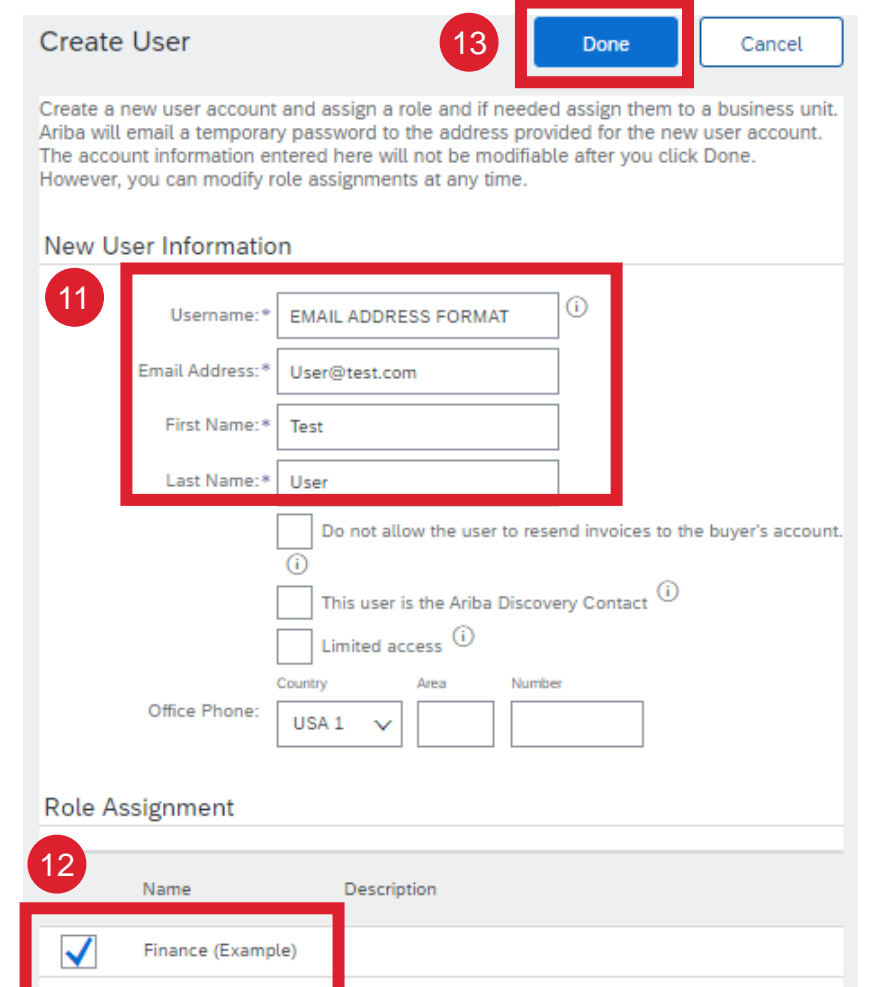 Create User
13
Done
Cancel
Create a new user account and assign a role and if needed assign them to a business unit.
Ariba will email a temporary password to the address provided for the new user account.
The account information entered here will not be modifiable after you click Done.
However, you can modify role assignments at any time.
New User Information
11
Username:* EMAIL ADDRESS FORMAT
Email Address:* User@test.com
First Name:* Test
Last Name:* User
Do not allow the user to resend invoices to the buyer's account.
This user is the Ariba Discovery Contact
Limited access
Country Area Number
Office Phone: USA 1
Role Assignment
12
Name Description
Finance (Example)